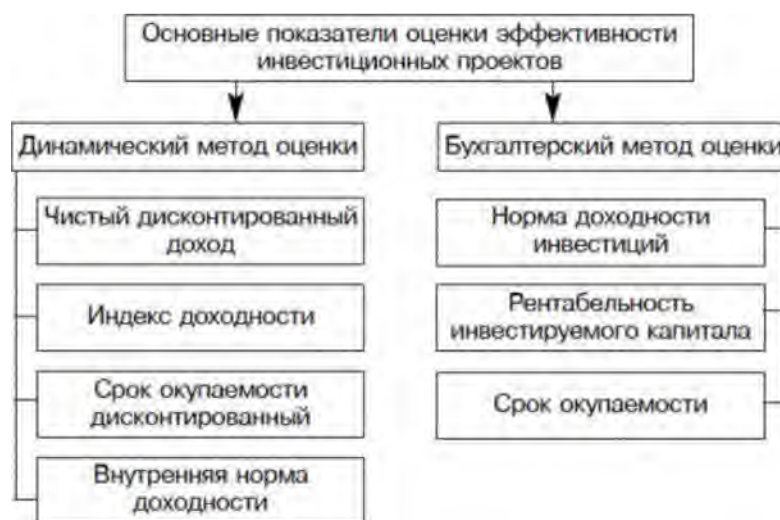 Основные показатели оценки эффективности
инвестиционных проектов
Динамический метод оценки
Бухгалтерский метод оценки
Чистый дисконтированный
доход
Норма доходности
инвестиций
Индекс доходности
Рентабельность
инвестируемого капитала
Срок окупаемости
дисконтированный
Срок окупаемости
Внутренняя норма
доходности